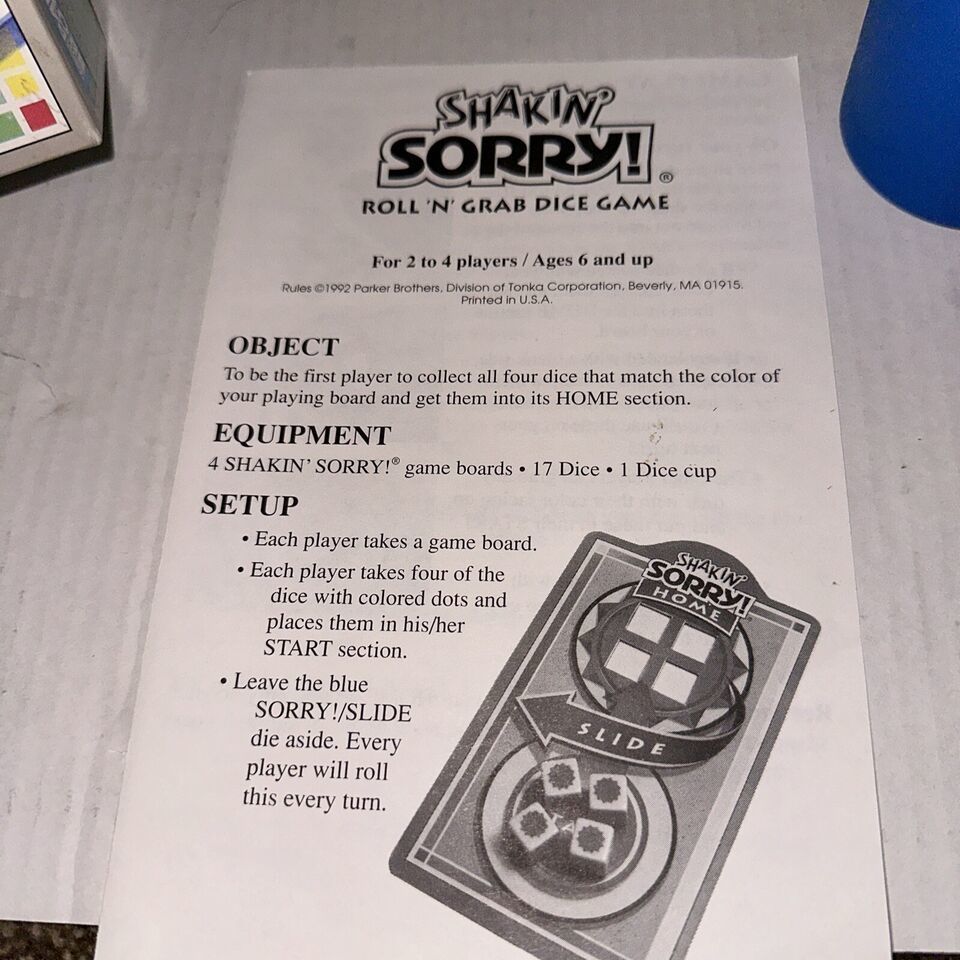 SHAKIN'
SORRY!®
ROLL 'N' GRAB DICE GAME
For 2 to 4 players / Ages 6 and up
Rules ©1992 Parker Brothers, Division of Tonka Corporation, Beverly, MA 01915.
Printed in U.S.A.
OBJECT
To be the first player to collect all four dice that match the color of
your playing board and get them into its HOME section.
EQUIPMENT
4 SHAKIN' SORRY!® game boards • 17 Dice • 1 Dice cup
SETUP
• Each player takes a game board.
• Each player takes four of the
dice with colored dots and
places them in his/her
START section.
• Leave the blue
SORRY!/SLIDE
die aside. Every
player will roll
this every turn.
SHAKIN'
SORRY!
HOME
SLIDE